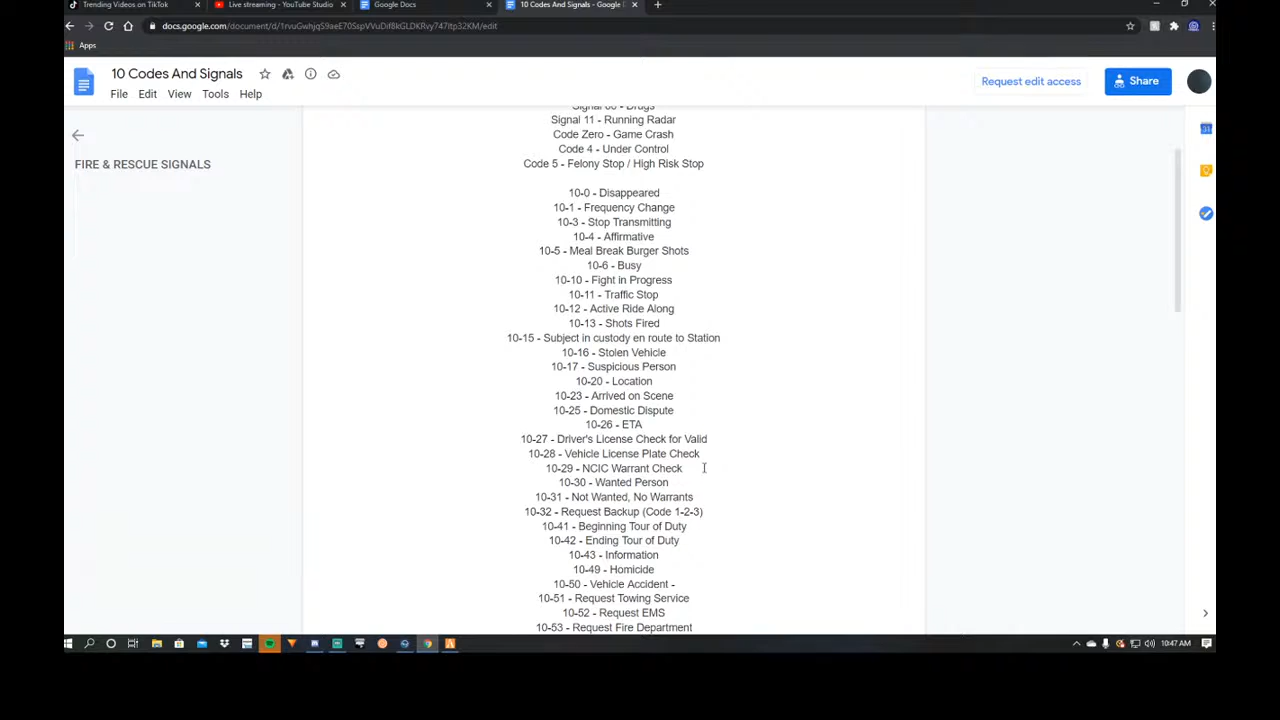 Trending Videos on TikTok
Live streaming - YouTube Studio
Google Docs
10 Codes And Signals - Google
docs.google.com/document/d/1rvuGwhjqS9aeE70SspVVuDif8kGLDKRvy747ltp32KM/edit
Apps
10 Codes And Signals
Request edit access
Share
File Edit View Tools Help
FIRE & RESCUE SIGNALS
- Drugs
Signal 11 - Running Radar
Code Zero - Game Crash
Code 4 - Under Control
Code 5 - Felony Stop / High Risk Stop
10-0 - Disappeared
10-1 - Frequency Change
10-3 - Stop Transmitting
10-4 - Affirmative
10-5 - Meal Break Burger Shots
10-6 - Busy
10-10 - Fight in Progress
10-11 - Traffic Stop
10-12 - Active Ride Along
10-13 - Shots Fired
10-15 - Subject in custody en route to Station
10-16 - Stolen Vehicle
10-17 - Suspicious Person
10-20 - Location
10-23 - Arrived on Scene
10-25 - Domestic Dispute
10-26 - ETA
10-27 - Driver's License Check for Valid
10-28 - Vehicle License Plate Check
10-29 - NCIC Warrant Check
10-30 - Wanted Person
10-31 - Not Wanted, No Warrants
10-32 - Request Backup (Code 1-2-3)
10-41 - Beginning Tour of Duty
10-42 - Ending Tour of Duty
10-43 - Information
10-49 - Homicide
10-50 - Vehicle Accident -
10-51 - Request Towing Service
10-52 - Request EMS
10-53 - Request Fire Department
10:47 AM